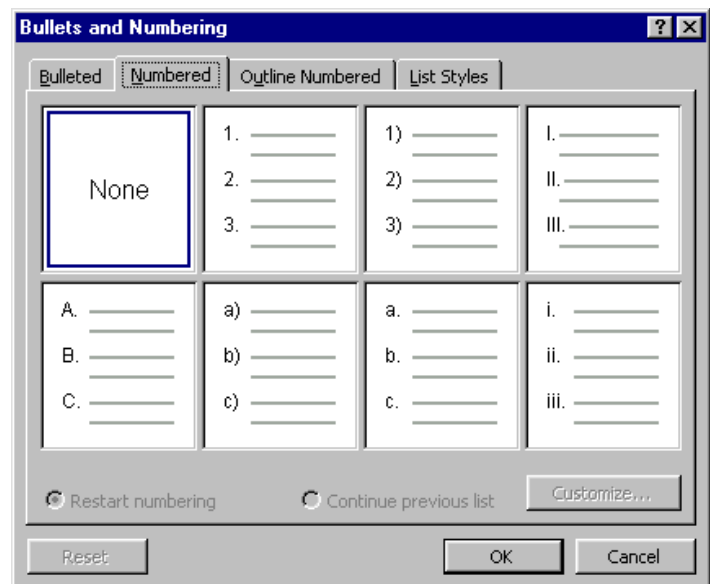 Bullets and Numbering
Bulleted Numbered Outline Numbered List Styles
None
1.
2.
3.
1)
2)
3)
I.
II.
III.
A.
B.
C.
a)
b)
c)
a.
b.
c.
i.
ii.
iii.
Restart numbering Continue previous list Customize...
Reset OK Cancel